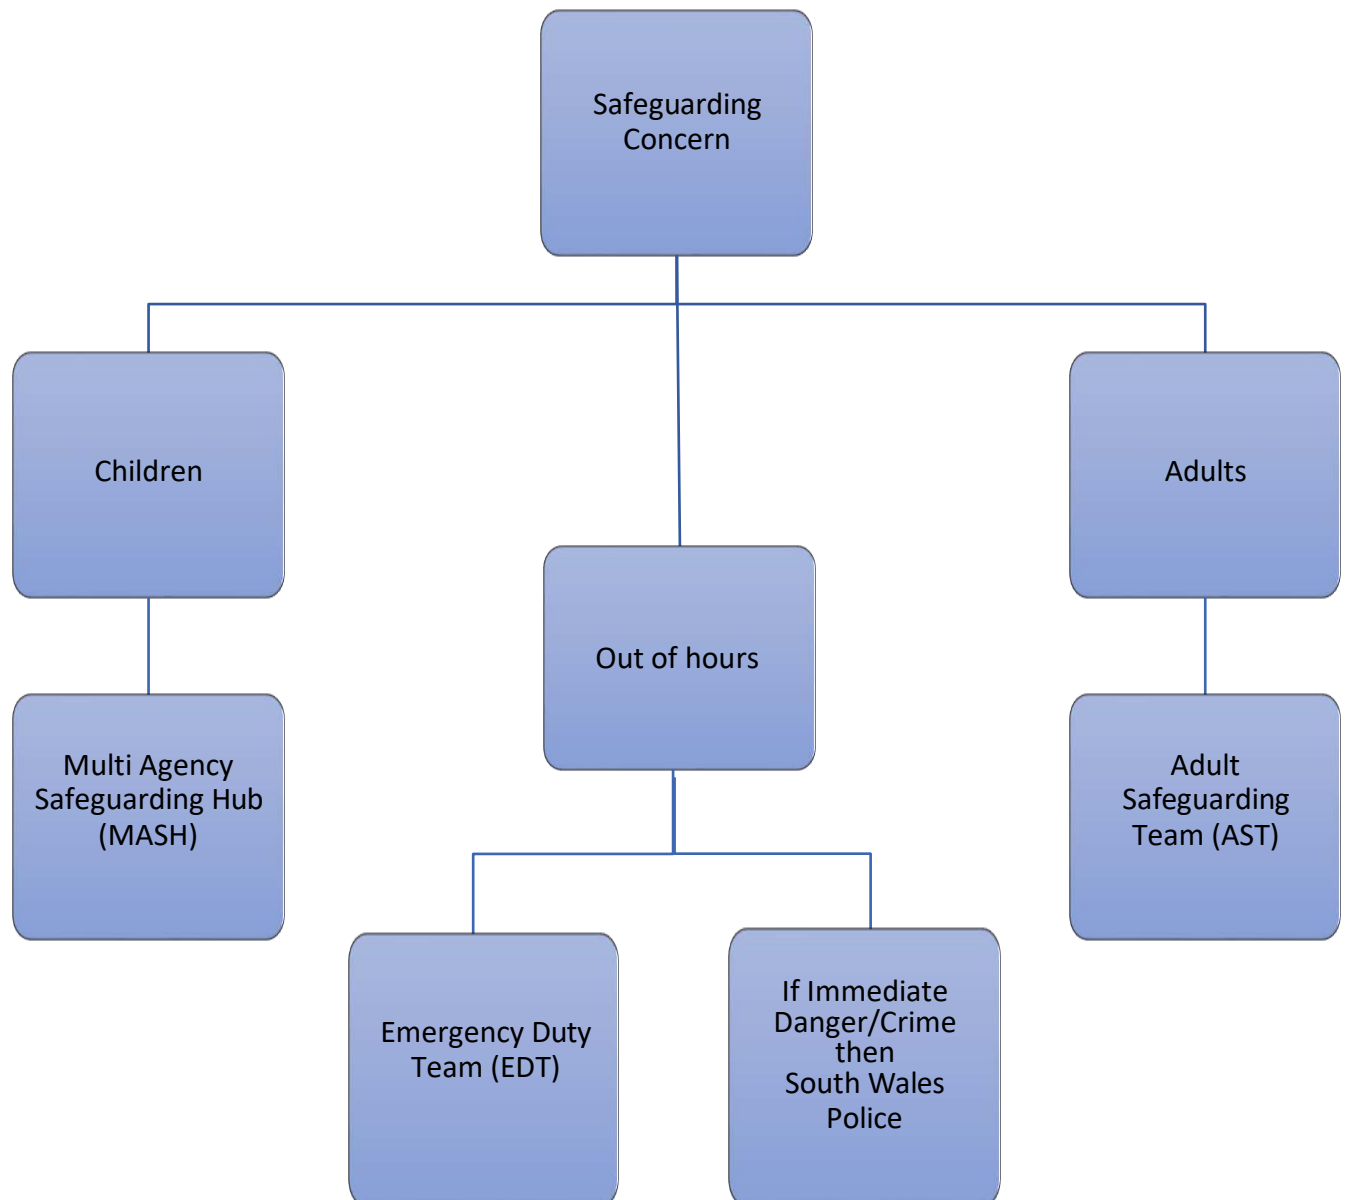 Safeguarding
Concern
Children
Adults
Out of hours
Multi Agency
Safeguarding Hub
(MASH)
Adult
Safeguarding
Team (AST)
Emergency Duty
Team (EDT)
If Immediate
Danger/Crime
then
South Wales
Police